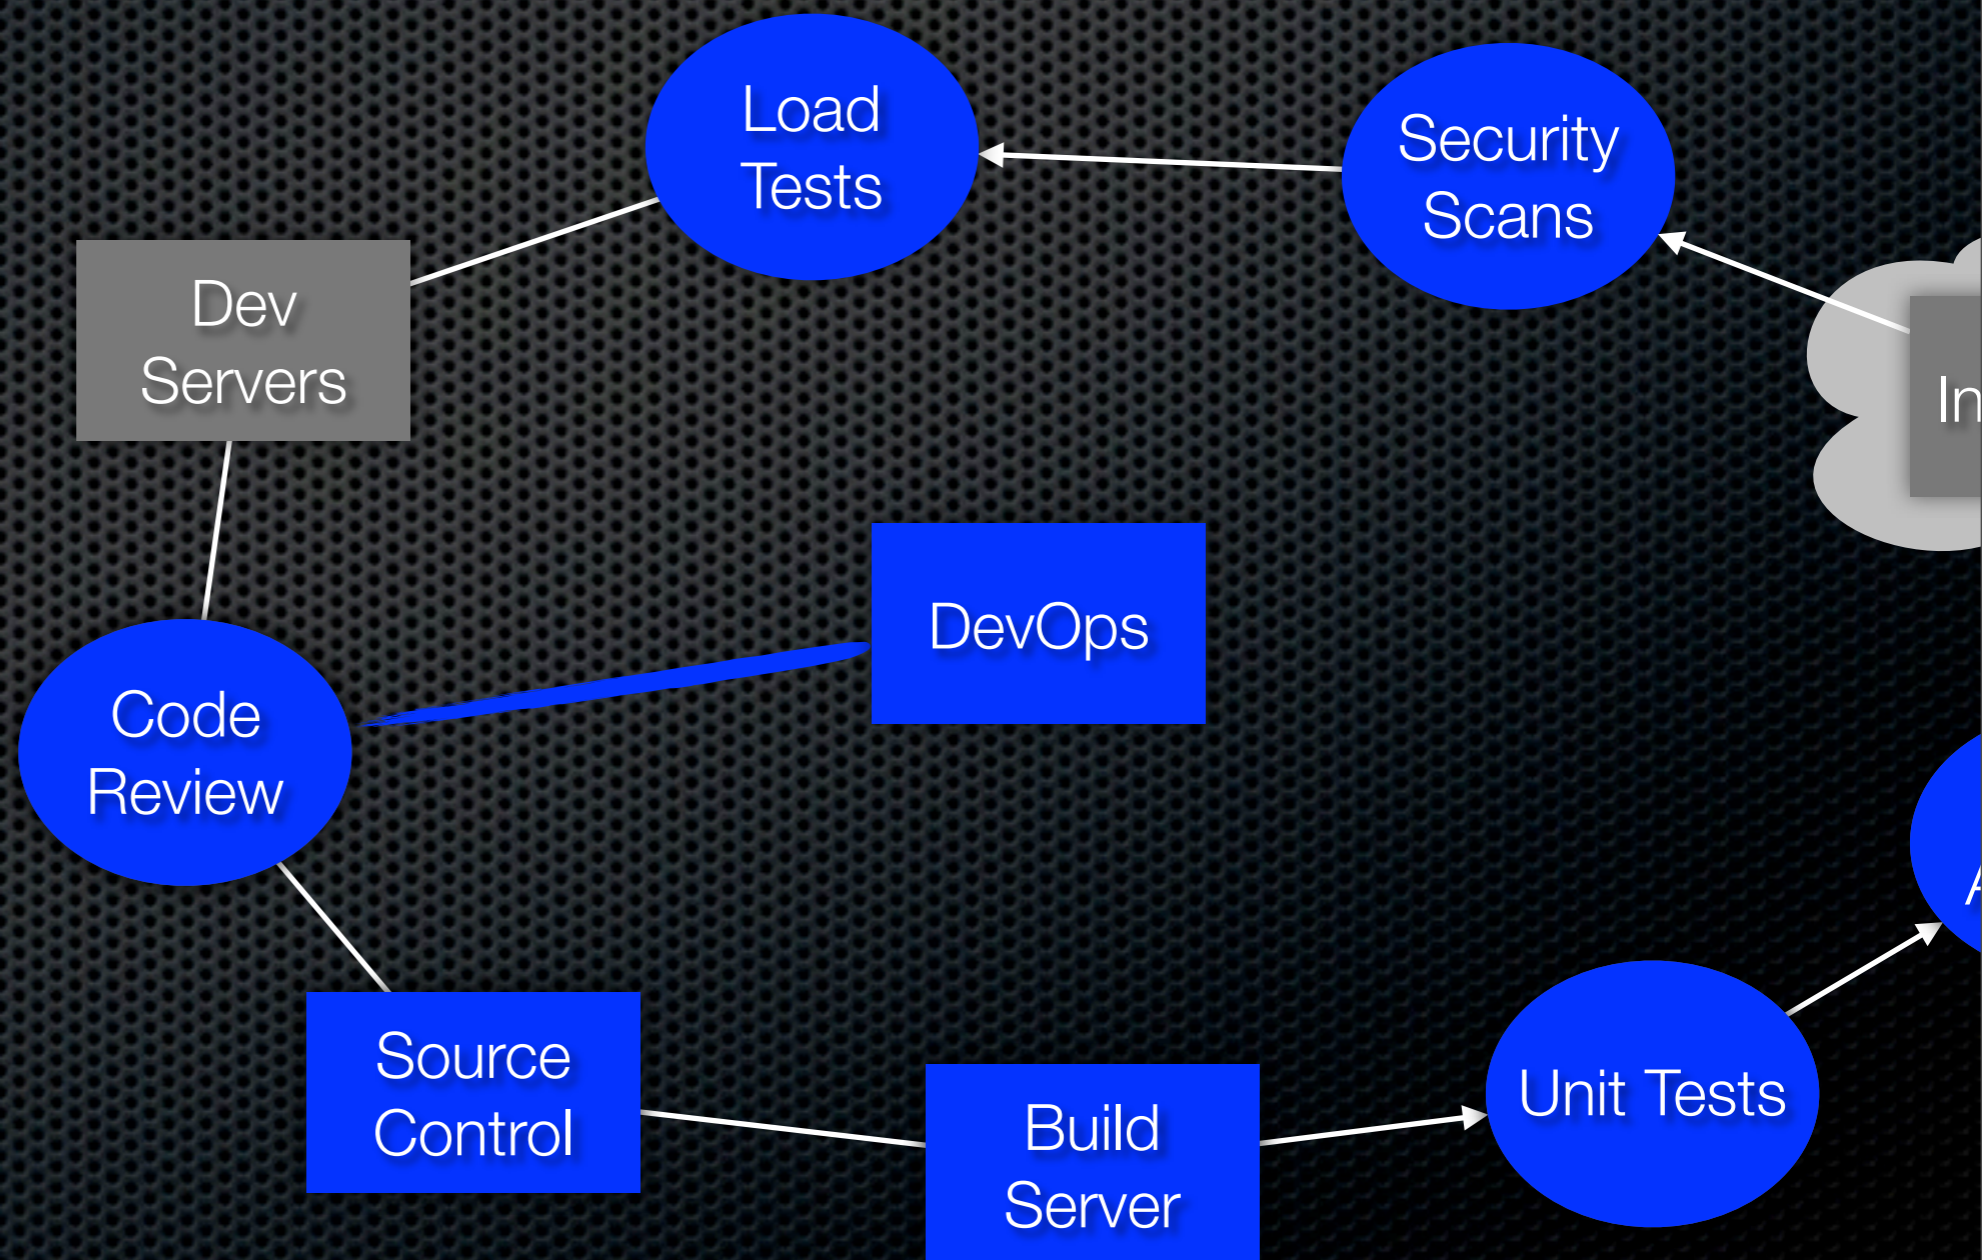 Load
Tests
Security
Scans
Dev
Servers
DevOps
Code
Review
Source
Control
Build
Server
Unit Tests